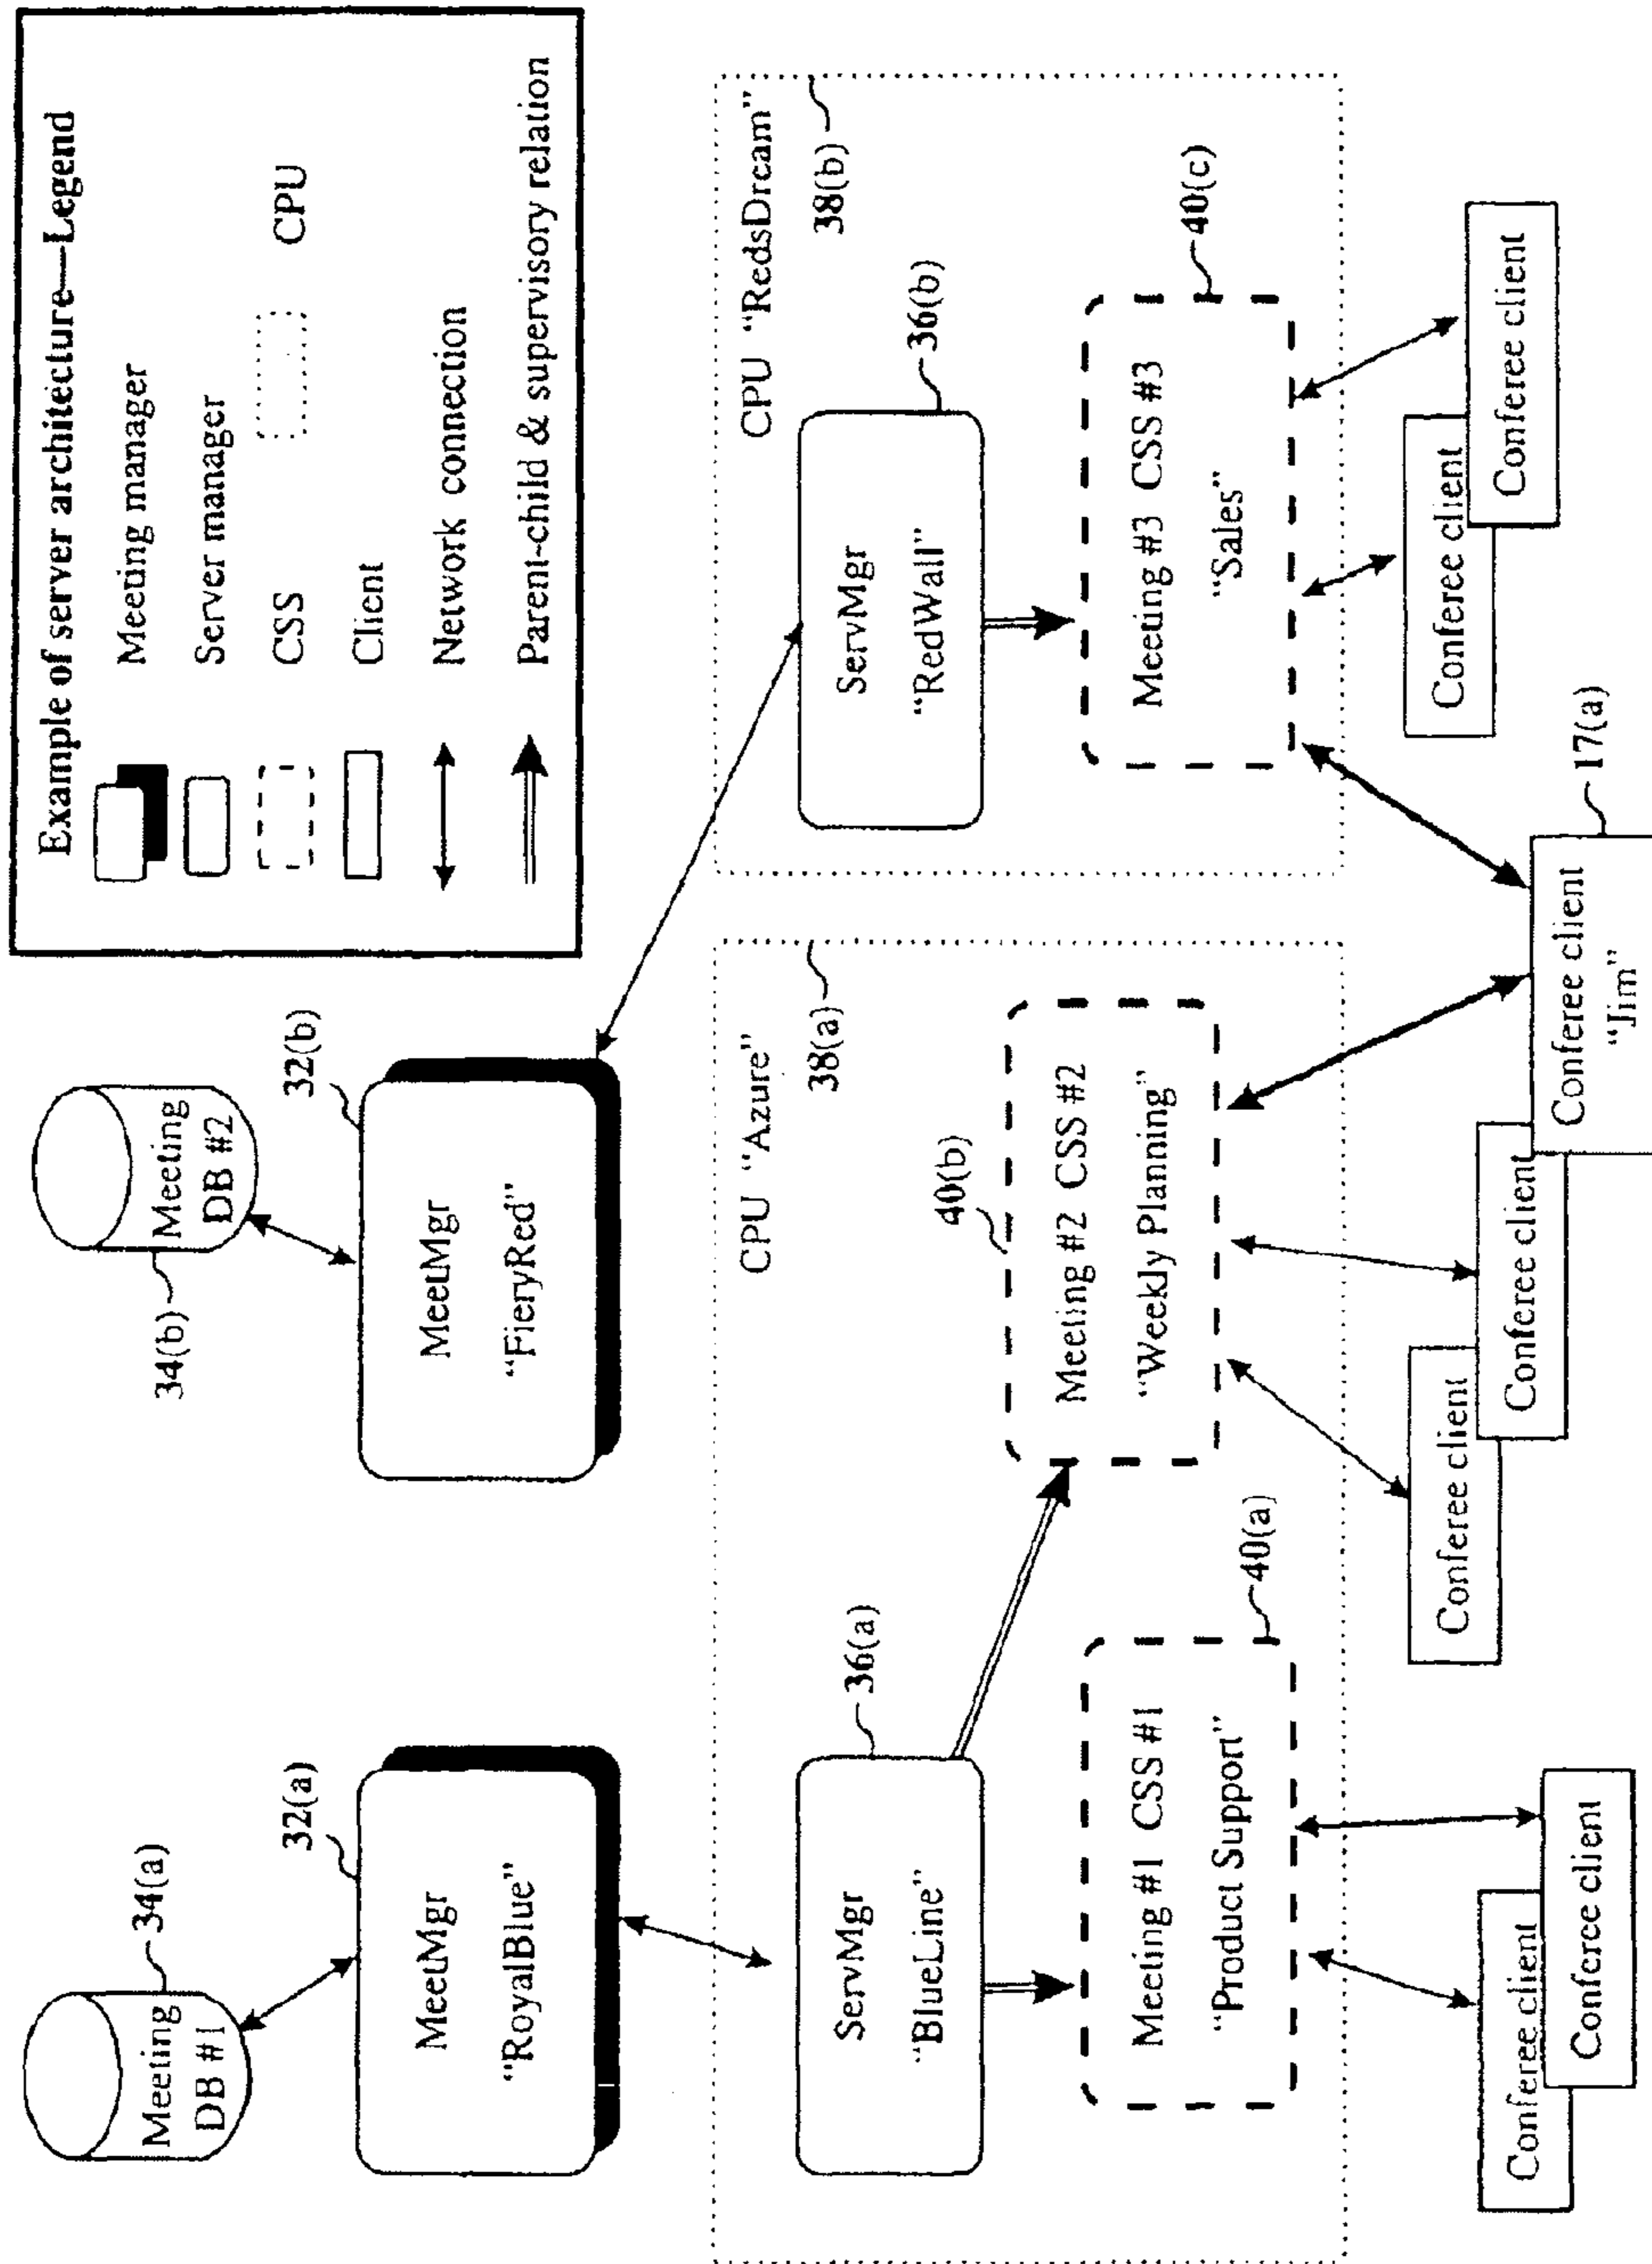 Example of server architecture—Legend
Meeting manager
Server manager
CSS
CPU
Client
Network connection
Parent-child & supervisory relation
34(a)
Meeting
DB #1
34(b)
Meeting
DB #2
32(a)
MeetMgr
"RoyalBlue"
32(b)
MeetMgr
"FieryRed"
CPU "Azure"
38(a)
CPU "RedsDream"
38(b)
ServMgr
"BlueLine"
36(a)
ServMgr
"RedWall"
36(b)
40(b)
Meeting #2 CSS #2
"Weekly Planning"
Meeting #1 CSS #1
"Product Support"
40(a)
Meeting #3 CSS #3
"Sales"
40(c)
Conferee client
Conferee client
Conferee client
Conferee client
Conferee client
"Jim"
17(a)
Conferee client
Conferee client